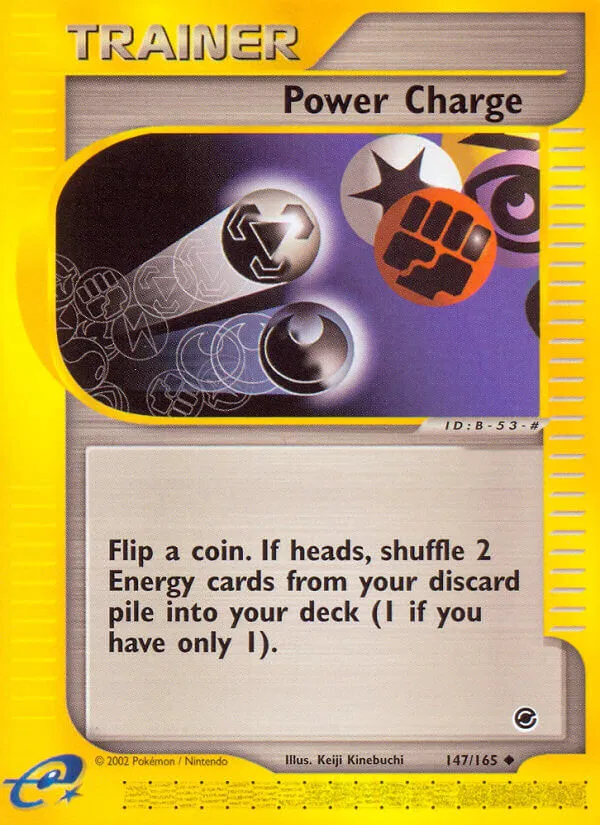 TRAINER
Power Charge
ID:B-53-#
Flip a coin. If heads, shuffle 2
Energy cards from your discard
pile into your deck (1 if you
have only 1).
© 2002 Pokémon / Nintendo Illus. Keiji Kinebuchi 147/165 ◆
e